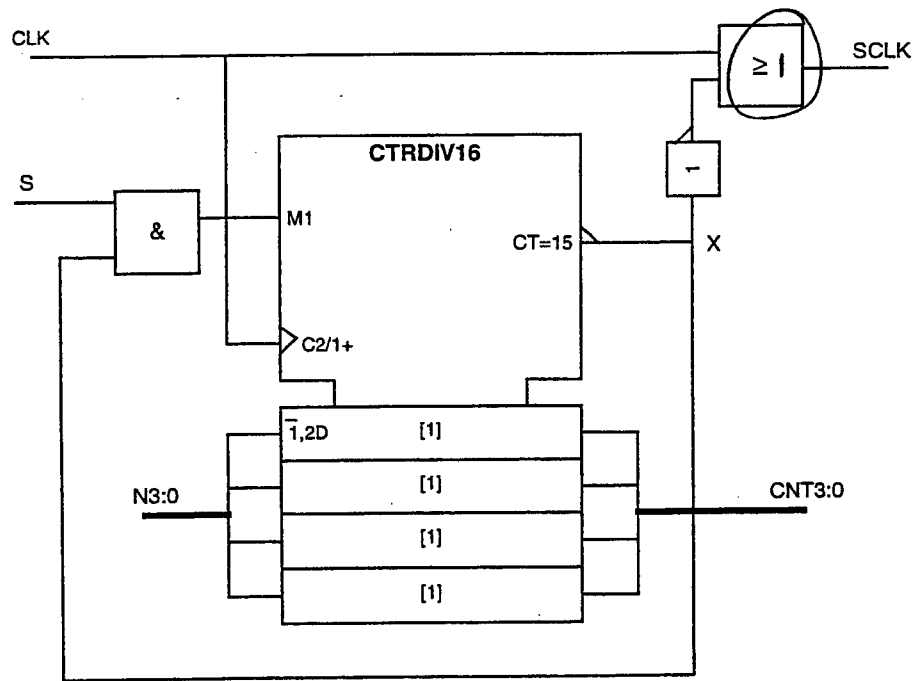 CLK
≥ 1
SCLK
CTRDIV16
1
S
&
M1
CT=15
X
C2/1+
1̅,2D
[1]
[1]
N3:0
CNT3:0
[1]
[1]